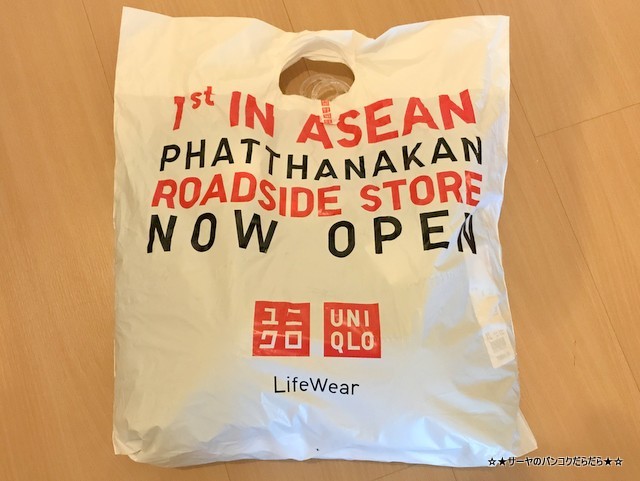 1st IN ASEAN
PHATTHANAKAN
ROADSIDE STORE
NOW OPEN
ユニ
クロ
UNI
QLO
LifeWear
☆★サーヤのバンコクだらだら★☆